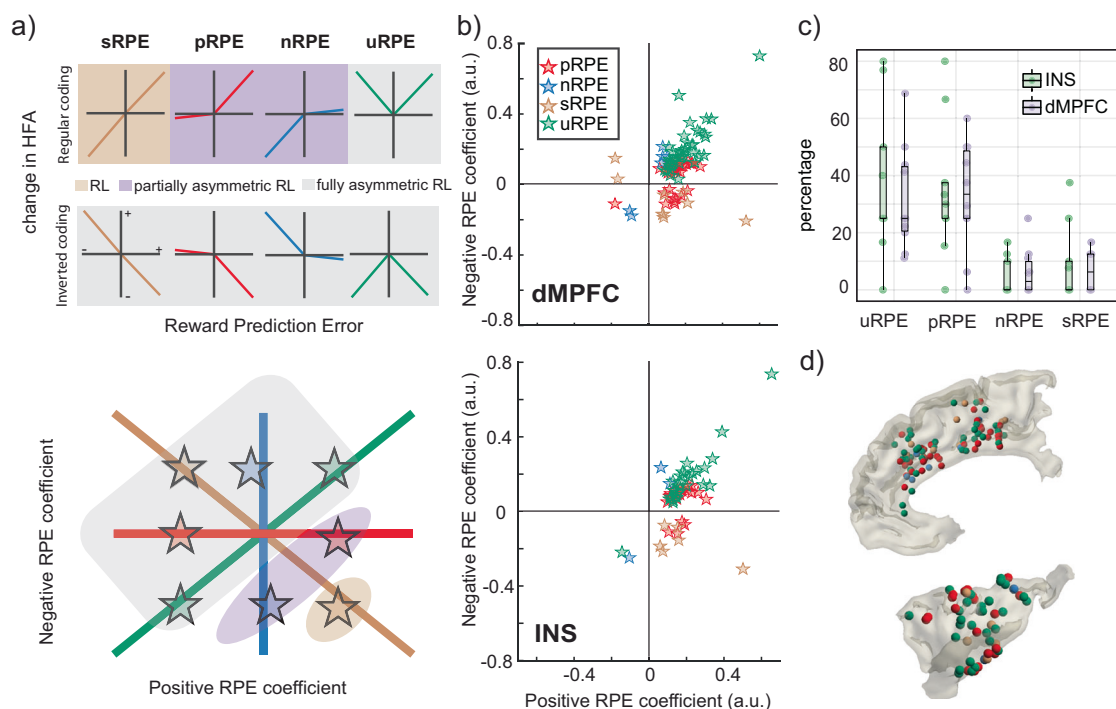 a)
sRPE pRPE nRPE uRPE
change in HFA
Regular coding
RL partially asymmetric RL fully asymmetric RL
Inverted coding
+
- +
-
Reward Prediction Error
Negative RPE coefficient
Positive RPE coefficient
b)
Negative RPE coefficient (a.u.)
0.8
0.4
0
-0.4
-0.8
pRPE
nRPE
sRPE
uRPE
dMPFC
Negative RPE coefficient (a.u.)
0.8
0.4
0
-0.4
-0.8
INS
-0.4 0 0.4
Positive RPE coefficient (a.u.)
c)
percentage
80
60
40
20
0
INS
dMPFC
uRPE pRPE nRPE sRPE
d)